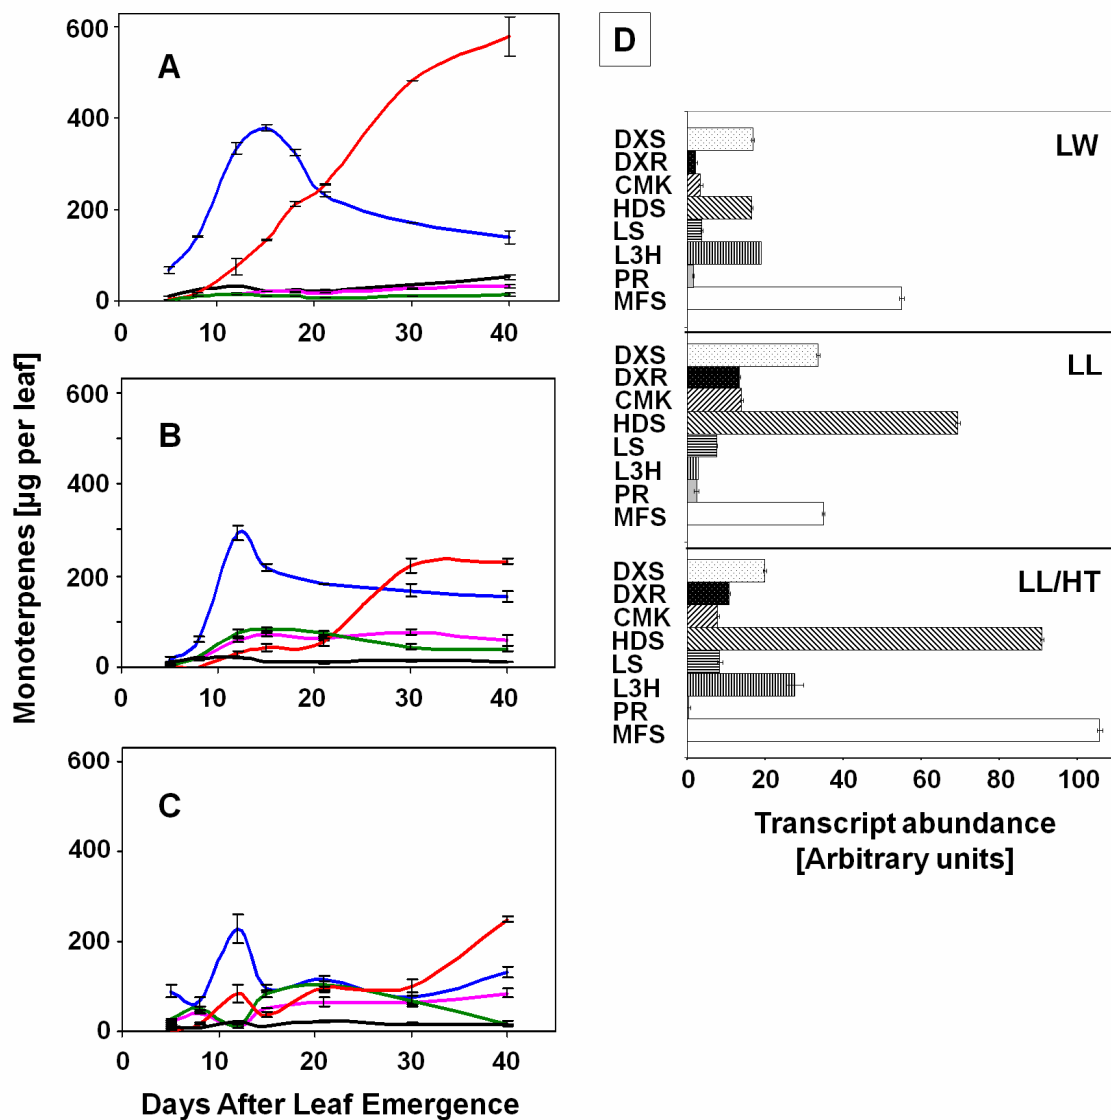 A
600
400
200
0
0 10 20 30 40
B
600
400
200
0
0 10 20 30 40
C
600
400
200
0
0 10 20 30 40
Monoterpenes [µg per leaf]
Days After Leaf Emergence
D
LW
DXS
DXR
CMK
HDS
LS
L3H
PR
MFS
LL
DXS
DXR
CMK
HDS
LS
L3H
PR
MFS
LL/HT
DXS
DXR
CMK
HDS
LS
L3H
PR
MFS
0 20 40 60 80 100
Transcript abundance
[Arbitrary units]